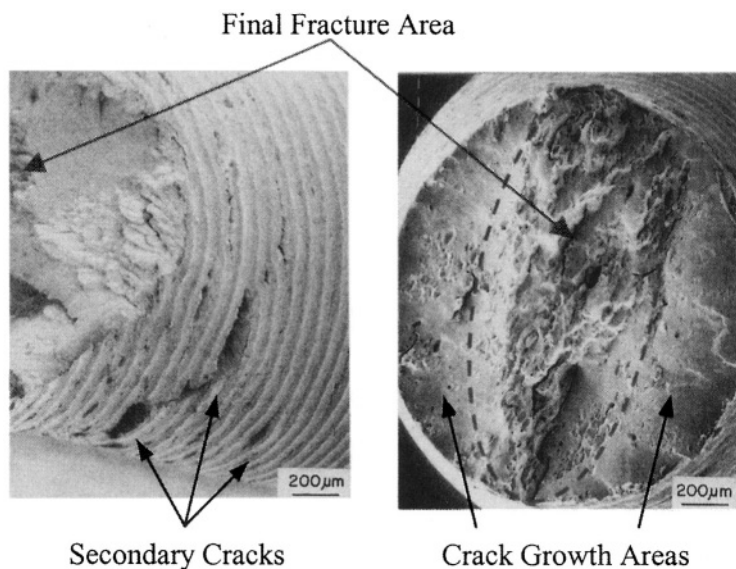 Final Fracture Area
200μm
200μm
Secondary Cracks
Crack Growth Areas